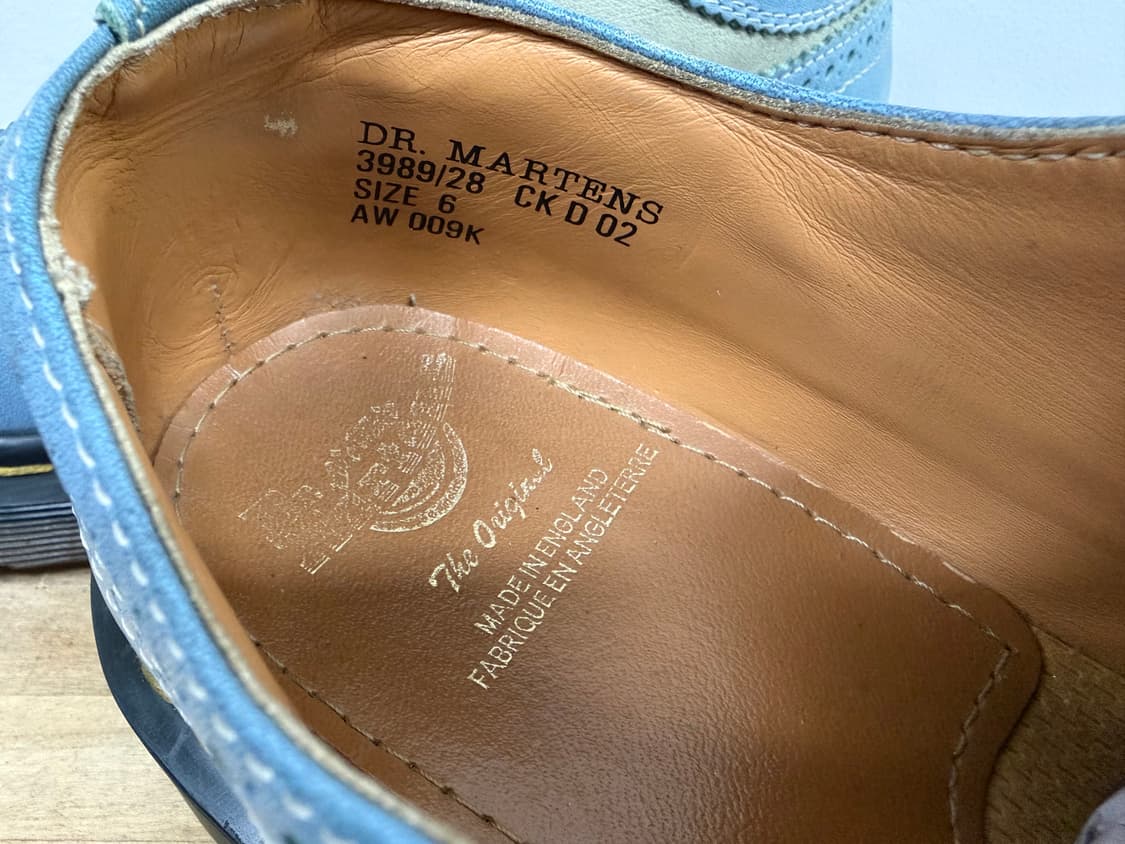 DR. MARTENS
3989/28 CK D 02
SIZE 6
AW 009K
The Original
MADE IN ENGLAND
FABRIQUE EN ANGLETERRE